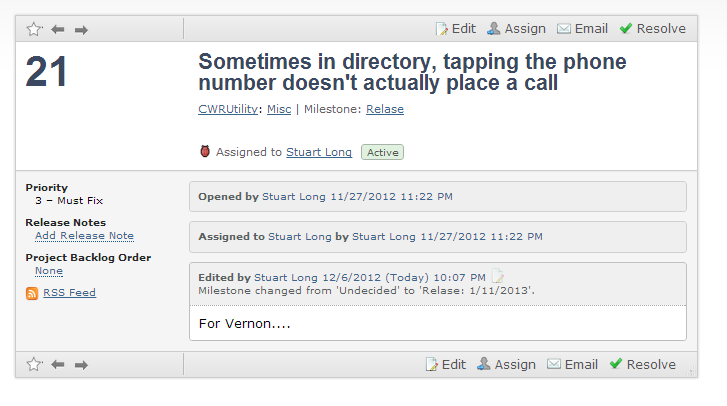 Edit Assign Email Resolve
21
Sometimes in directory, tapping the phone
number doesn't actually place a call
CWRUtility: Misc | Milestone: Relase
Assigned to Stuart Long Active
Priority
3 – Must Fix
Release Notes
Add Release Note
Project Backlog Order
None
RSS Feed
Opened by Stuart Long 11/27/2012 11:22 PM
Assigned to Stuart Long by Stuart Long 11/27/2012 11:22 PM
Edited by Stuart Long 12/6/2012 (Today) 10:07 PM
Milestone changed from 'Undecided' to 'Relase: 1/11/2013'.
For Vernon....
Edit Assign Email Resolve